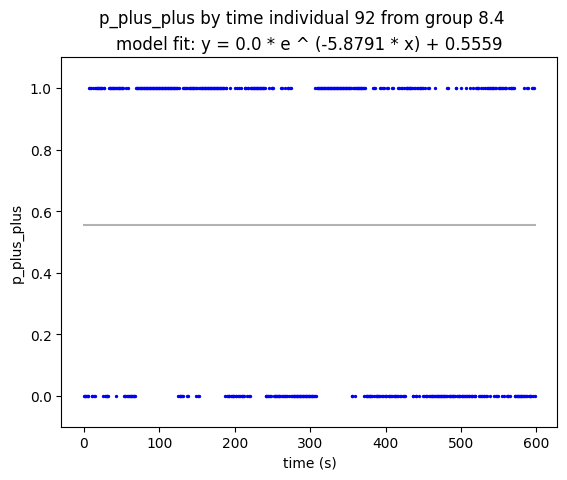 p_plus_plus by time individual 92 from group 8.4
model fit: y = 0.0 * e ^ (-5.8791 * x) + 0.5559
1.0
0.8
0.6
0.4
0.2
0.0
p_plus_plus
0 100 200 300 400 500 600
time (s)